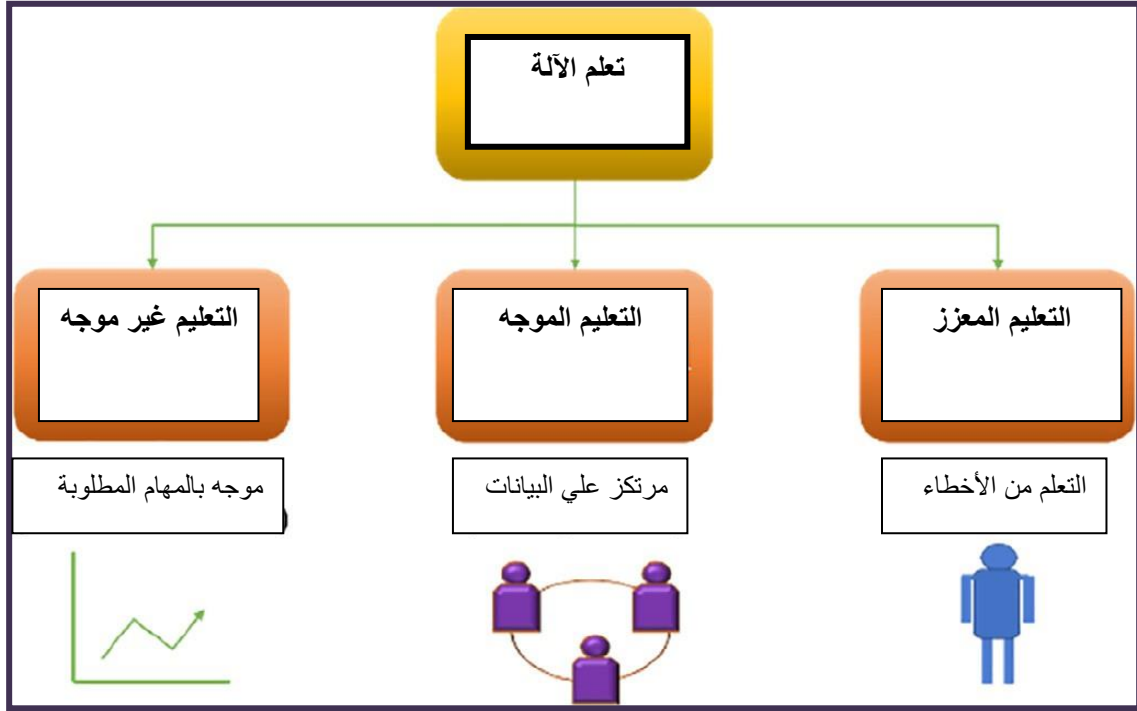 تعلم الآلة
التعليم المعزز
التعليم الموجه
التعليم غير موجه
التعلم من الأخطاء
مرتكز علي البيانات
موجه بالمهام المطلوبة